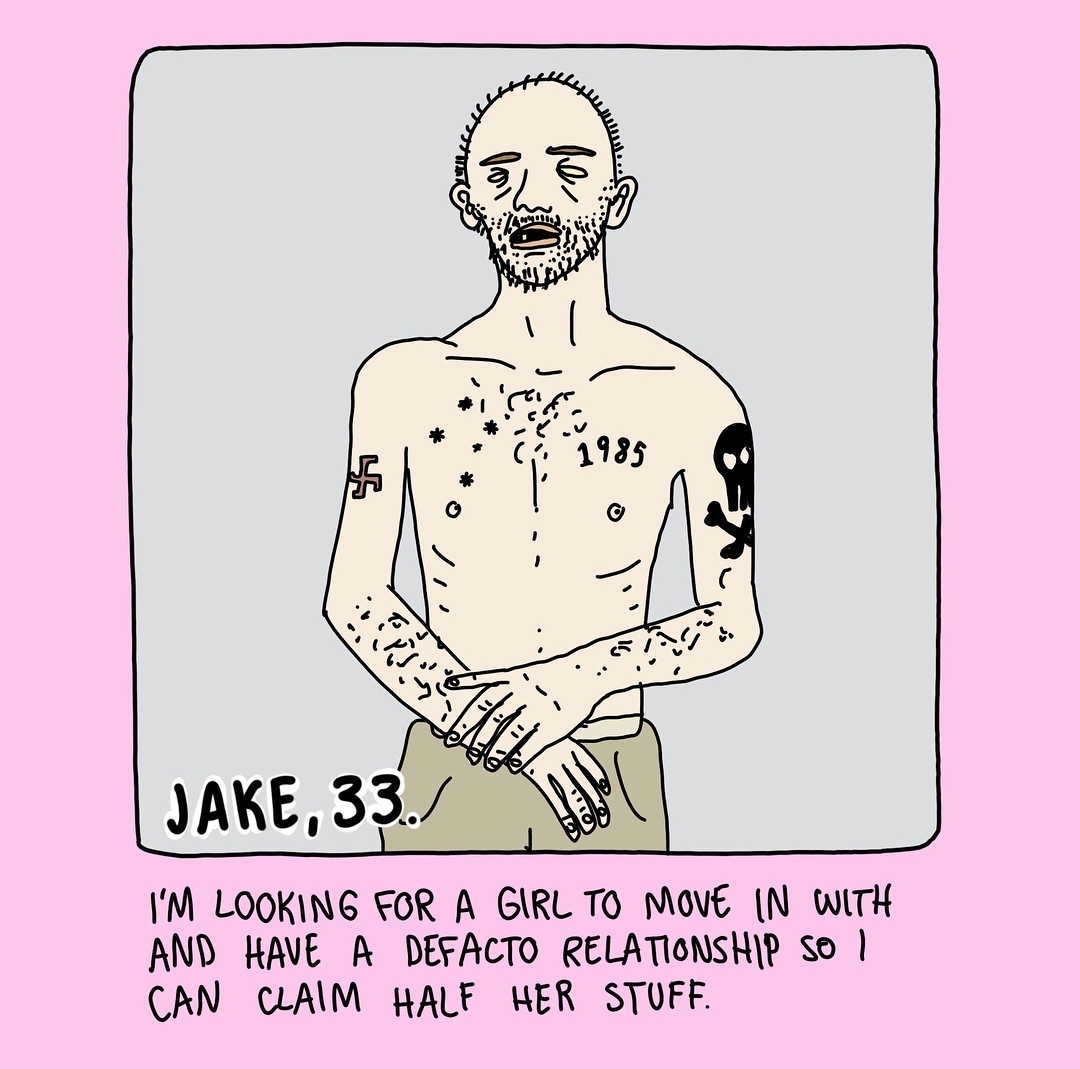 1985
JAKE, 33.
I'M LOOKING FOR A GIRL TO MOVE IN WITH
AND HAVE A DEFACTO RELATIONSHIP SO I
CAN CLAIM HALF HER STUFF.